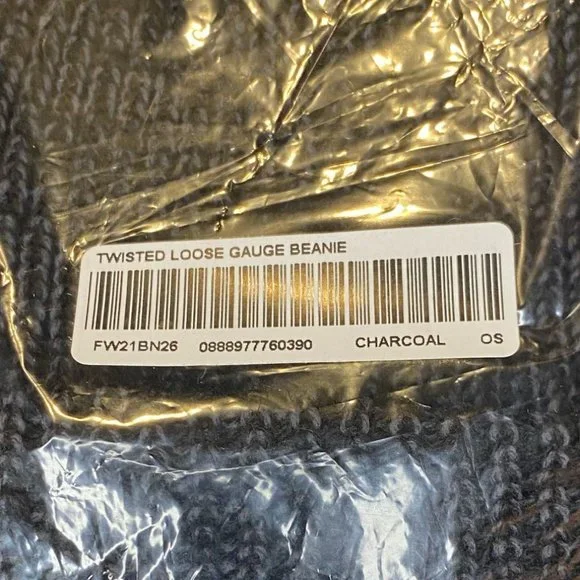 TWISTED LOOSE GAUGE BEANIE
FW21BN26 0888977760390 CHARCOAL OS